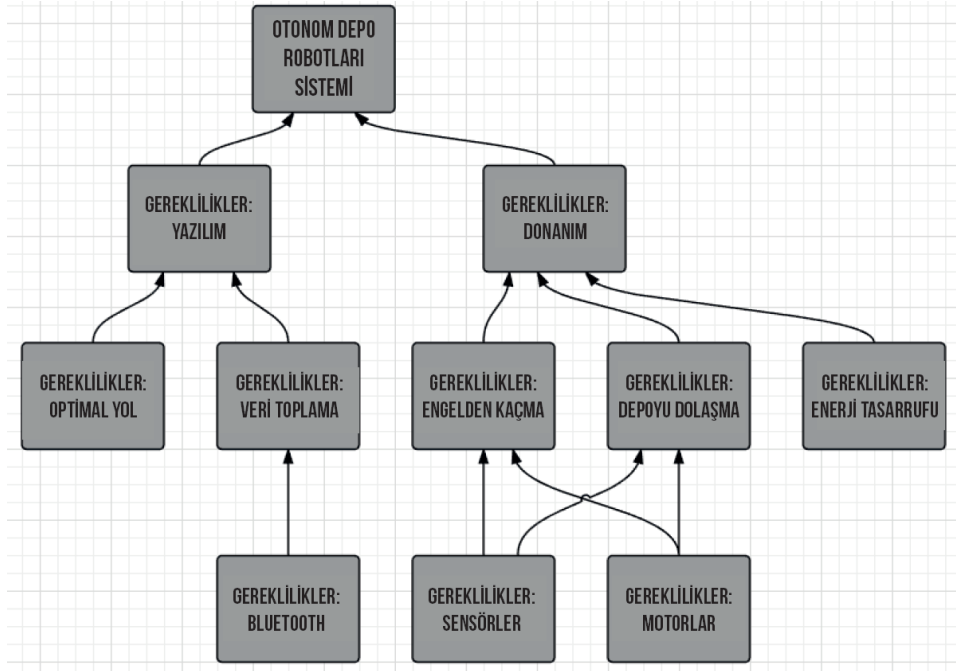 OTONOM DEPO
ROBOTLARI
SİSTEMİ
GEREKLİLİKLER:
YAZILIM
GEREKLİLİKLER:
DONANIM
GEREKLİLİKLER:
OPTİMAL YOL
GEREKLİLİKLER:
VERİ TOPLAMA
GEREKLİLİKLER:
ENGELDEN KAÇMA
GEREKLİLİKLER:
DEPOYU DOLAŞMA
GEREKLİLİKLER:
ENERJİ TASARRUFU
GEREKLİLİKLER:
BLUETOOTH
GEREKLİLİKLER:
SENSÖRLER
GEREKLİLİKLER:
MOTORLAR